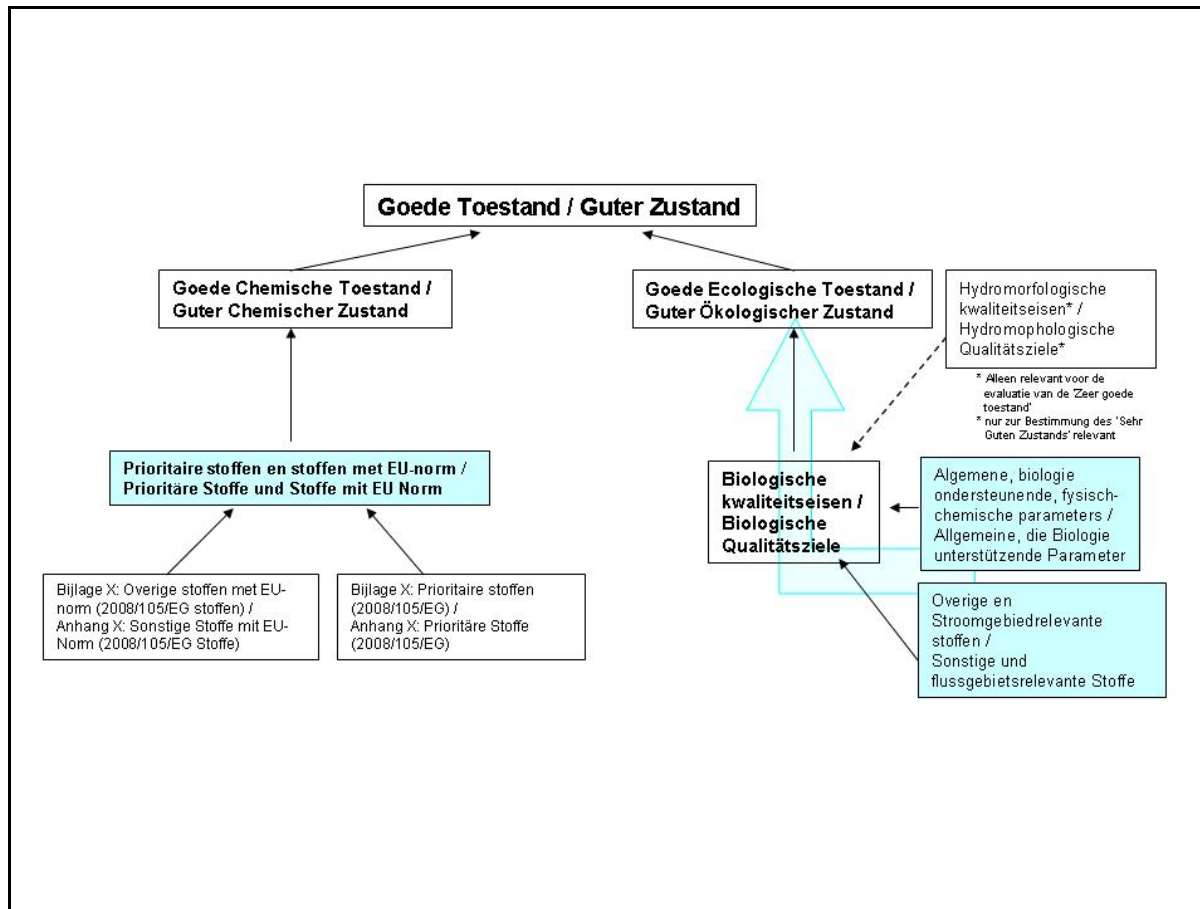 Goede Toestand / Guter Zustand
Goede Chemische Toestand /
Guter Chemischer Zustand
Goede Ecologische Toestand /
Guter Ökologischer Zustand
Hydromorfologische
kwaliteitseisen* /
Hydromophologische
Qualitätsziele*
* Alleen relevant voor de
evaluatie van de 'Zeer goede
toestand'
* nur zur Bestimmung des 'Sehr
Guten Zustands' relevant
Prioritaire stoffen en stoffen met EU-norm /
Prioritäre Stoffe und Stoffe mit EU Norm
Biologische
kwaliteitseisen /
Biologische
Qualitätsziele
Algemene, biologie
ondersteunende, fysisch-
chemische parameters /
Allgemeine, die Biologie
unterstützende Parameter
Bijlage X: Overige stoffen met EU-
norm (2008/105/EG stoffen) /
Anhang X: Sonstige Stoffe mit EU-
Norm (2008/105/EG Stoffe)
Bijlage X: Prioritaire stoffen
(2008/105/EG) /
Anhang X: Prioritäre Stoffe
(2008/105/EG)
Overige en
Stroomgebiedrelevante
stoffen /
Sonstige und
flussgebietsrelevante Stoffe